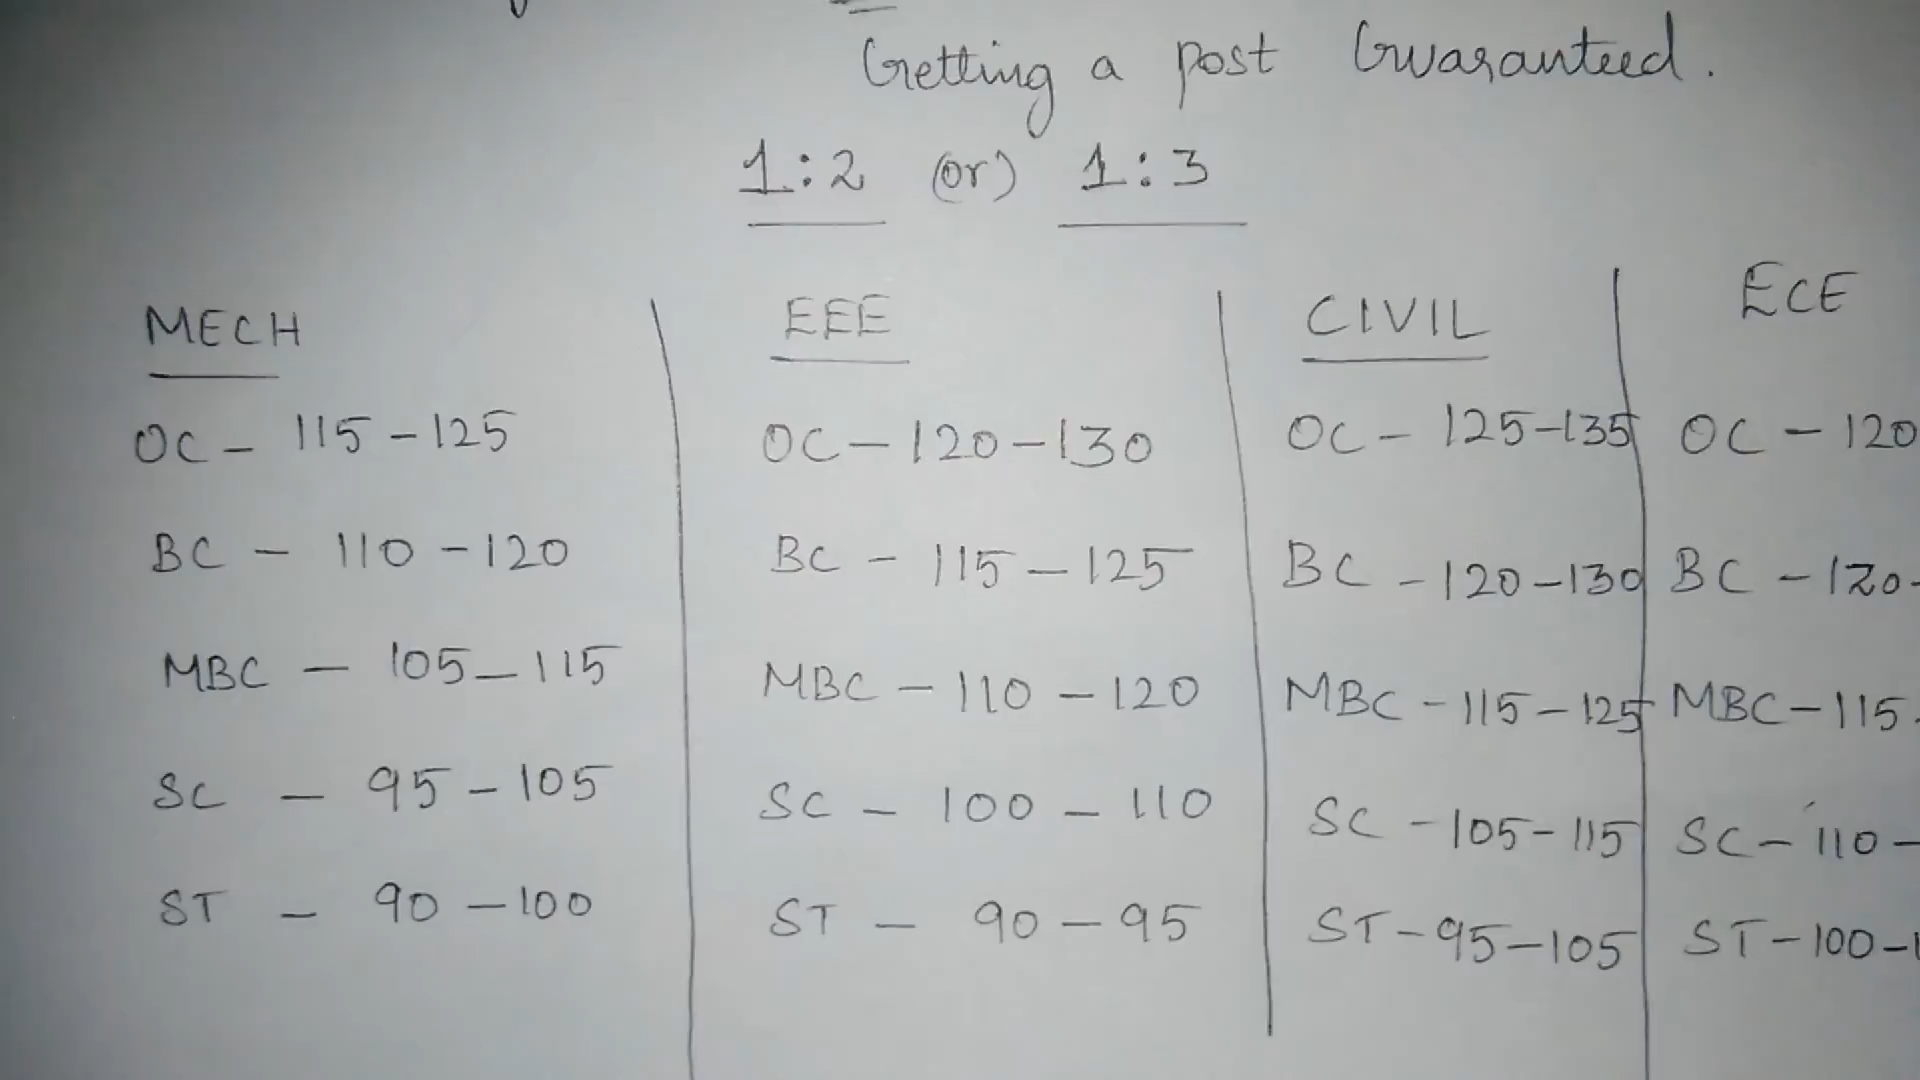 Getting a post Guaranteed.
1:2 (or) 1:3
MECH
OC - 115 - 125
BC - 110 - 120
MBC - 105 - 115
SC - 95 - 105
ST - 90 - 100
EEE
OC - 120 - 130
BC - 115 - 125
MBC - 110 - 120
SC - 100 - 110
ST - 90 - 95
CIVIL
OC - 125 - 135
BC - 120 - 130
MBC - 115 - 125
SC - 105 - 115
ST - 95 - 105
ECE
OC - 120
BC - 120 -
MBC - 115 -
SC - 110 -
ST - 100 -